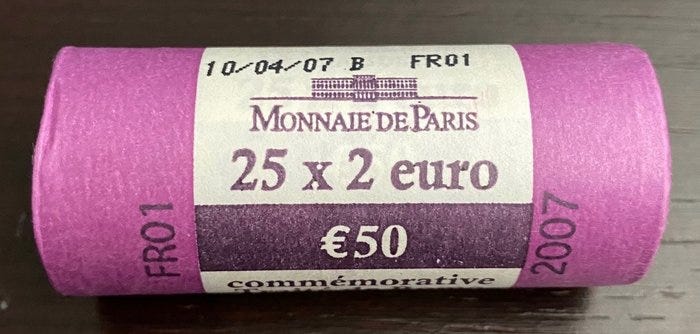 10/04/07 B FR01
MONNAIE DE PARIS
25 x 2 euro
€50
commémorative
FR01
2007